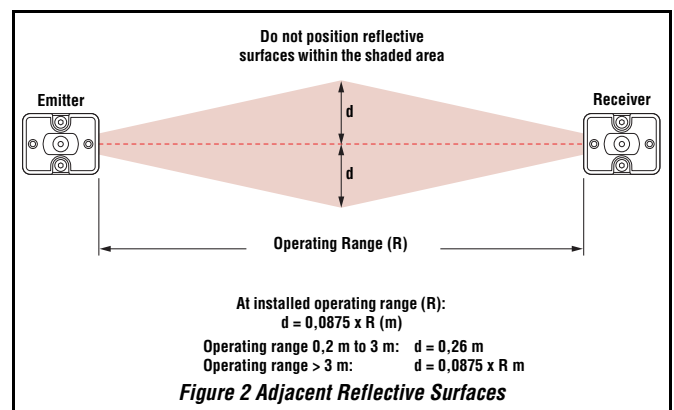 Do not position reflective
surfaces within the shaded area
Emitter
Receiver
d
d
Operating Range (R)
At installed operating range (R):
d = 0,0875 x R (m)
Operating range 0,2 m to 3 m: d = 0,26 m
Operating range > 3 m: d = 0,0875 x R m
Figure 2 Adjacent Reflective Surfaces